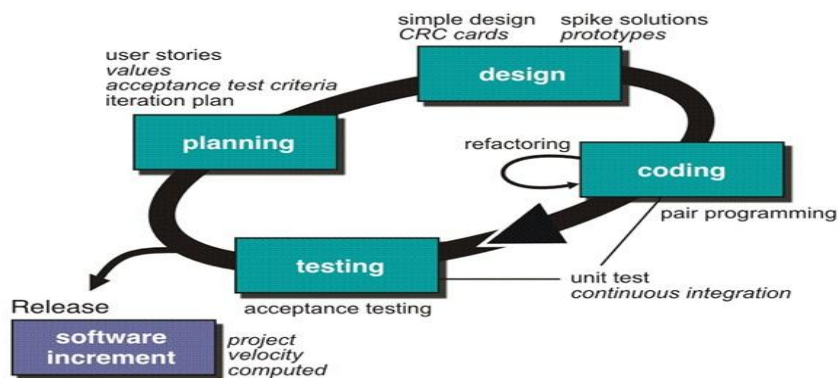 simple design
CRC cards
spike solutions
prototypes
user stories
values
acceptance test criteria
iteration plan
design
planning
refactoring
coding
pair programming
testing
unit test
continuous integration
acceptance testing
Release
software
increment
project
velocity
computed